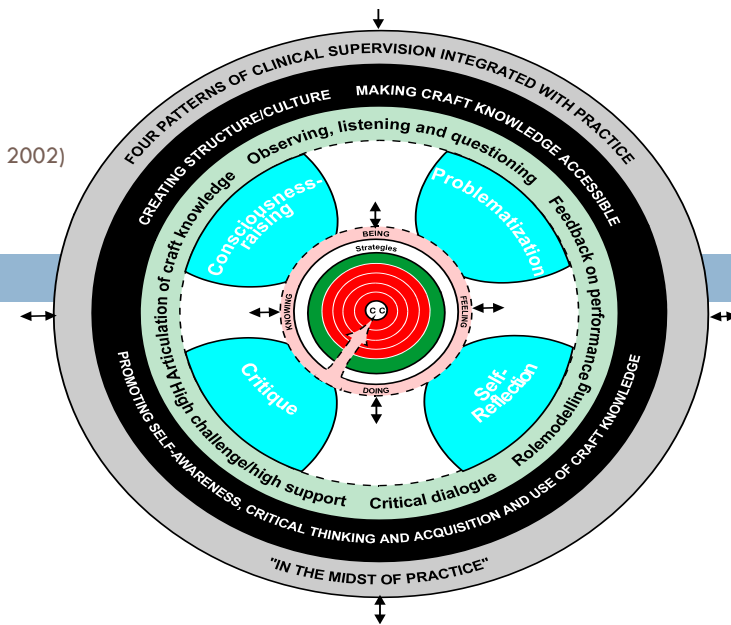 2002)
FOUR PATTERNS OF CLINICAL SUPERVISION INTEGRATED WITH PRACTICE
CREATING STRUCTURE/CULTURE
MAKING CRAFT KNOWLEDGE ACCESSIBLE
Observing, listening and questioning
Articulation of craft knowledge
Feedback on performance
Consciousness-
raising
Problematization
BEING
Strategies
KNOWING
C C
FEELING
DOING
Critique
Self-
Reflection
High challenge/high support
Critical dialogue
Rolemodelling
PROMOTING SELF-AWARENESS, CRITICAL THINKING AND ACQUISITION AND USE OF CRAFT KNOWLEDGE
"IN THE MIDST OF PRACTICE"